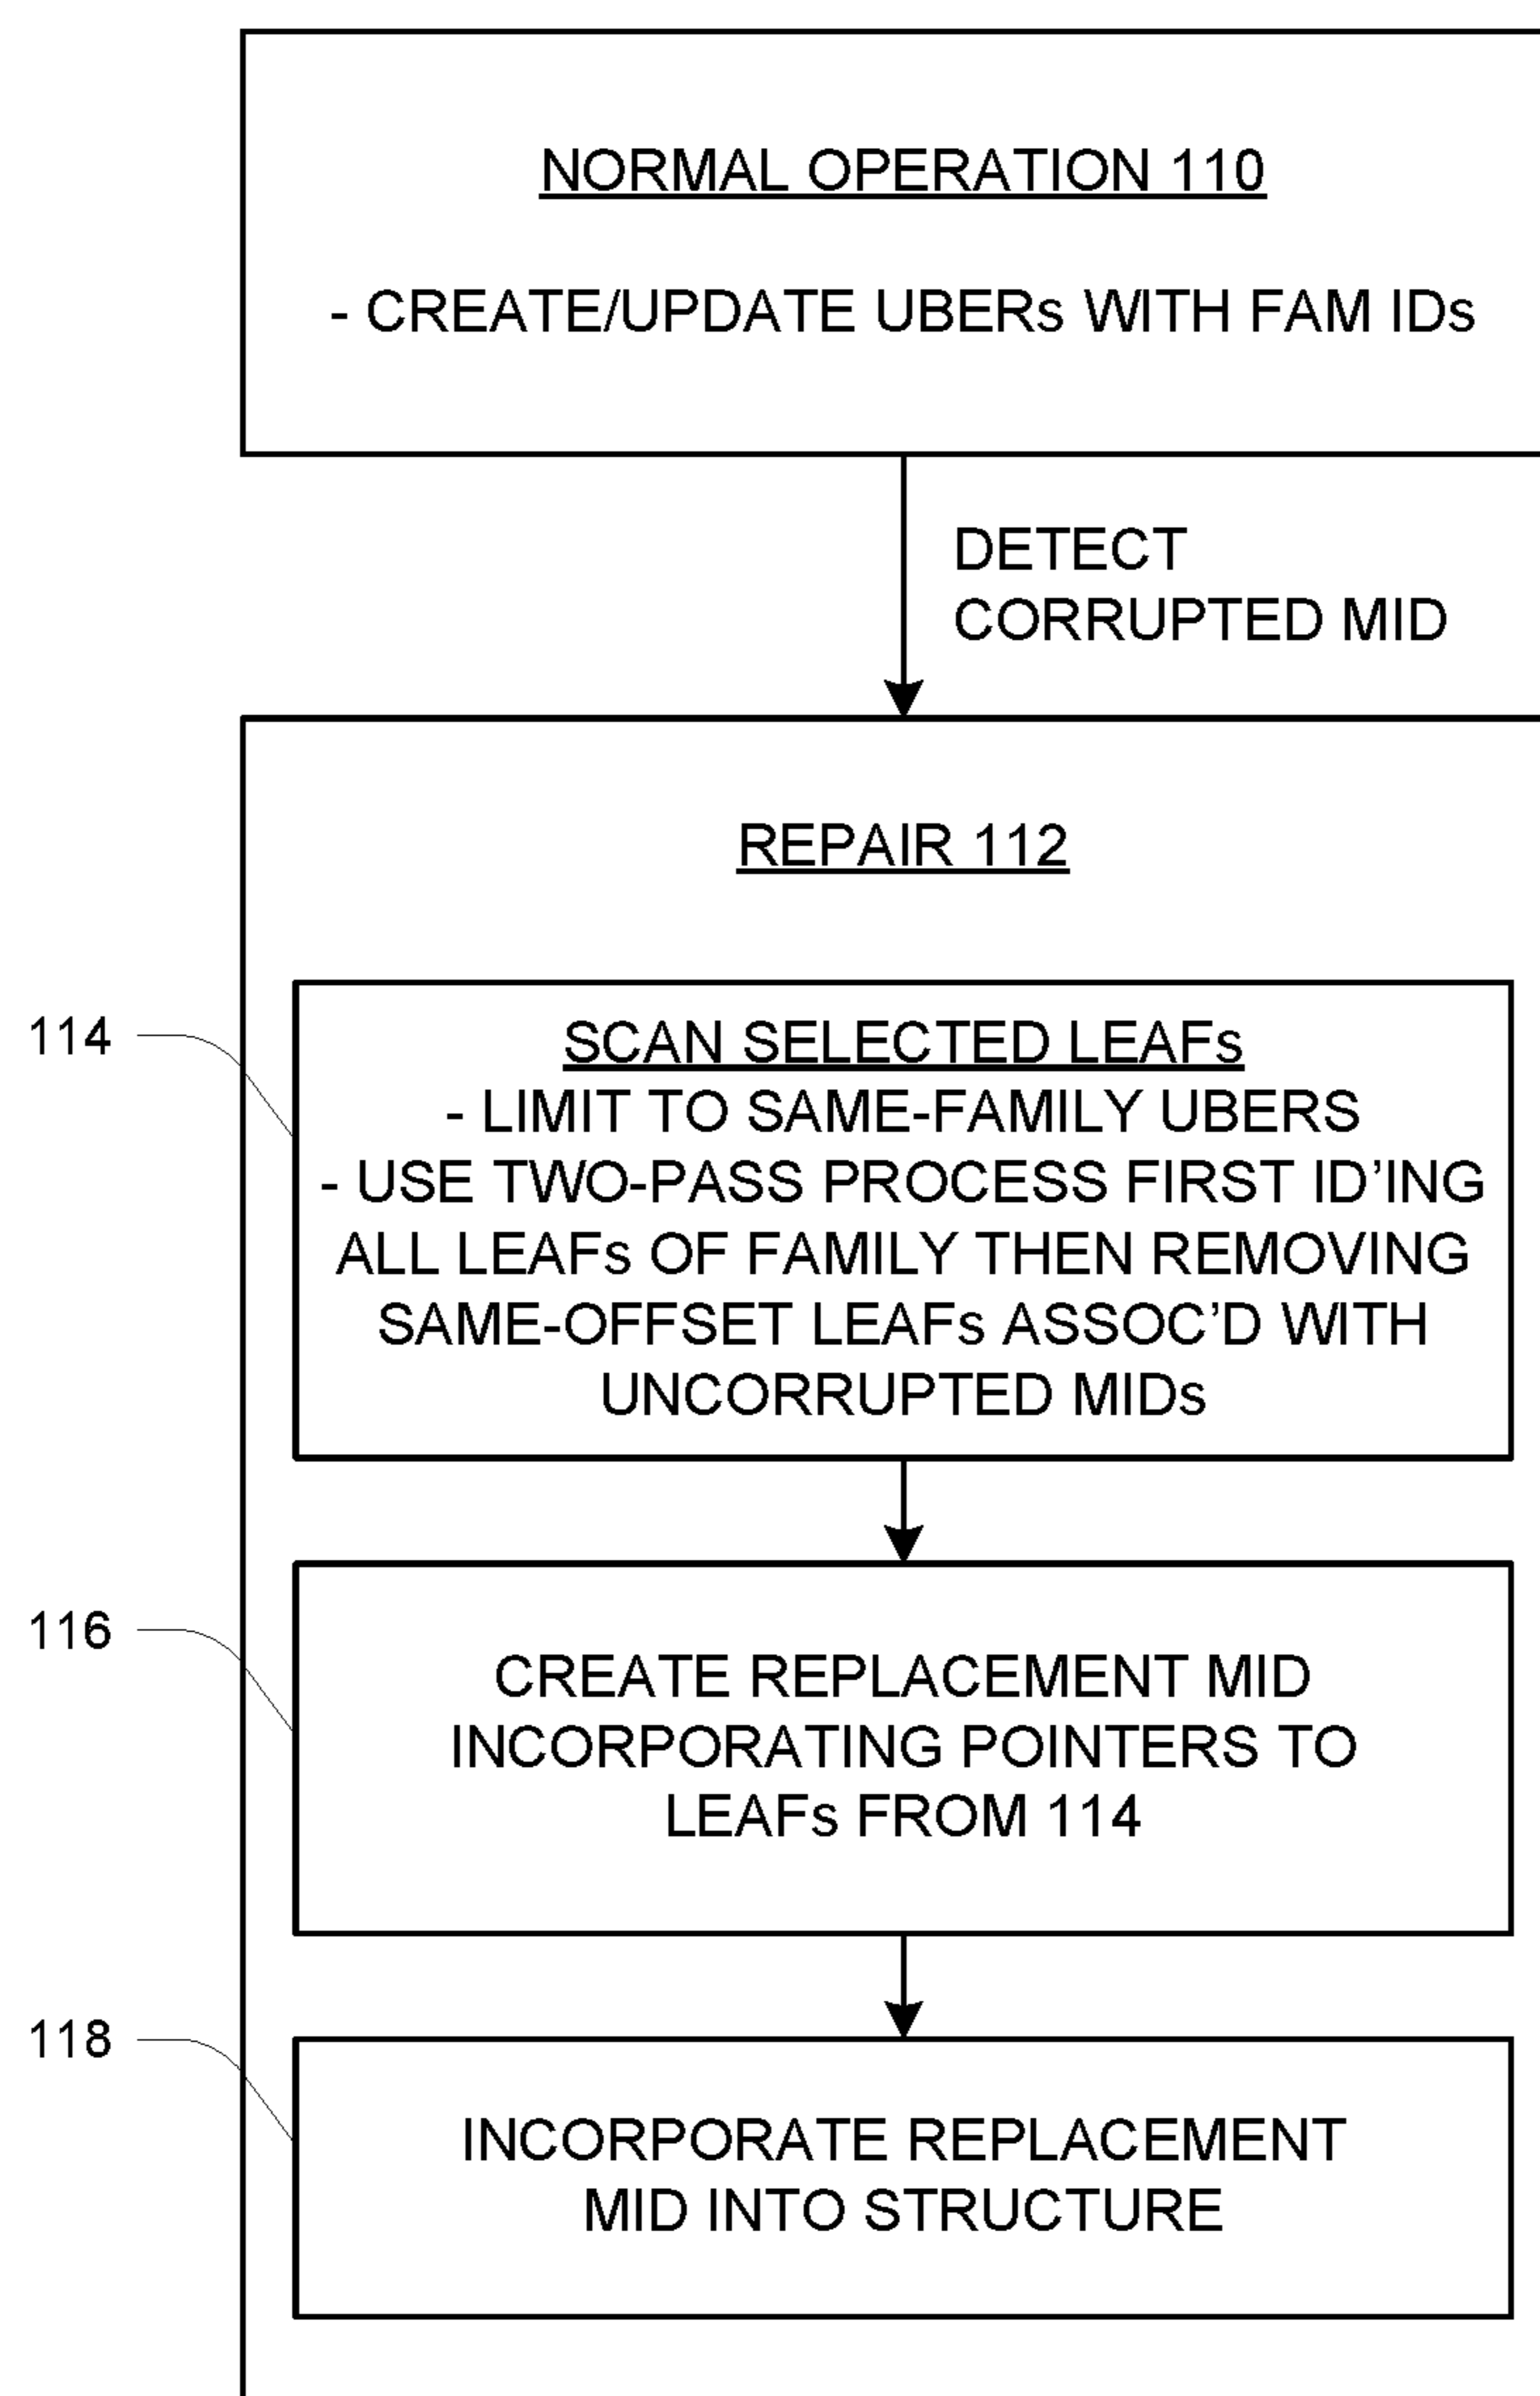 NORMAL OPERATION 110
- CREATE/UPDATE UBERs WITH FAM IDs
DETECT
CORRUPTED MID
REPAIR 112
114
SCAN SELECTED LEAFs
- LIMIT TO SAME-FAMILY UBERS
- USE TWO-PASS PROCESS FIRST ID’ING
ALL LEAFs OF FAMILY THEN REMOVING
SAME-OFFSET LEAFs ASSOC’D WITH
UNCORRUPTED MIDs
116
CREATE REPLACEMENT MID
INCORPORATING POINTERS TO
LEAFs FROM 114
118
INCORPORATE REPLACEMENT
MID INTO STRUCTURE